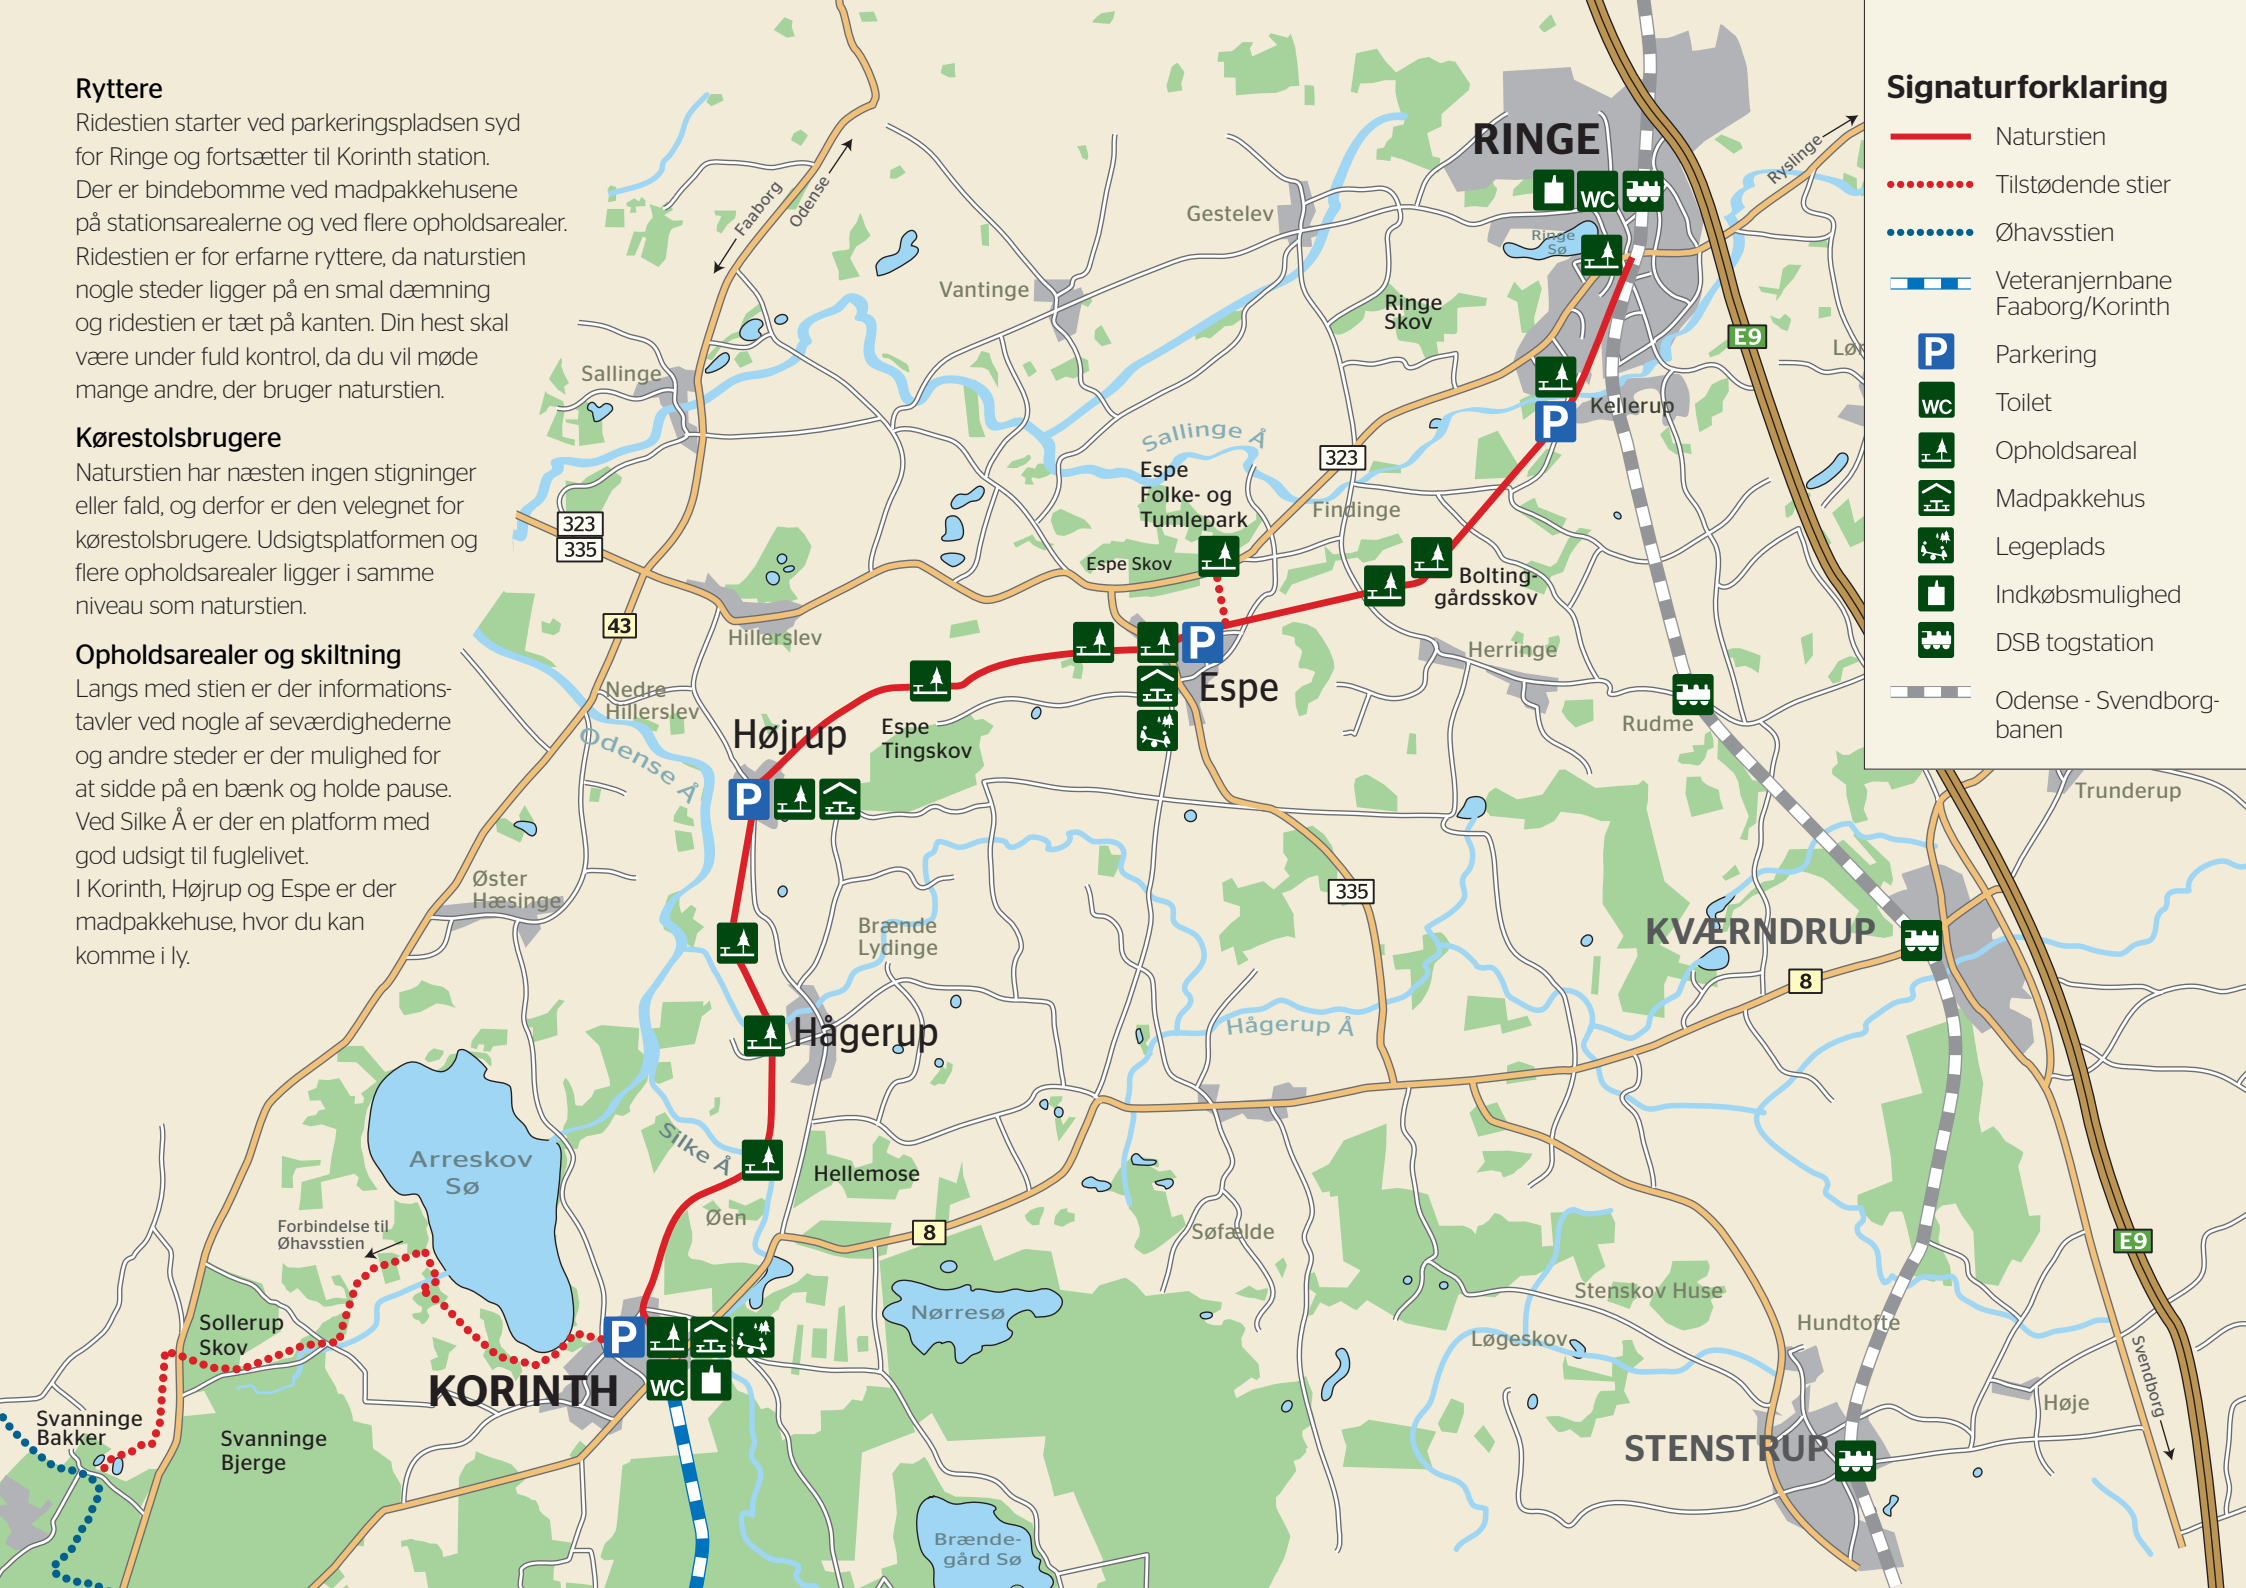 Ryttere
Ridestien starter ved parkeringspladsen syd
for Ringe og fortsætter til Korinth station.
Der er bindebomme ved madpakkehusene
på stationsarealerne og ved flere opholdsarealer.
Ridestien er for erfarne ryttere, da naturstien
nogle steder ligger på en smal dæmning
og ridestien er tæt på kanten. Din hest skal
være under fuld kontrol, da du vil møde
mange andre, der bruger naturstien.
Kørestolsbrugere
Naturstien har næsten ingen stigninger
eller fald, og derfor er den velegnet for
kørestolsbrugere. Udsigtsplatformen og
flere opholdsarealer ligger i samme
niveau som naturstien.
Opholdsarealer og skiltning
Langs med stien er der informations-
tavler ved nogle af seværdighederne
og andre steder er der mulighed for
at sidde på en bænk og holde pause.
Ved Silke Å er der en platform med
god udsigt til fuglelivet.
I Korinth, Højrup og Espe er der
madpakkehuse, hvor du kan
komme i ly.
Signaturforklaring
Naturstien
Tilstødende stier
Øhavsstien
Veteranjernbane
Faaborg/Korinth
P
Parkering
WC
Toilet
Opholdsareal
Madpakkehus
Legeplads
Indkøbsmulighed
DSB togstation
Odense - Svendborg-
banen
Faaborg
Odense
RINGE
WC
Ryslinge
Gestelev
Ringe
Sø
Vantinge
Ringe
Skov
E9
Lør
Sallinge
Kellerup
P
Sallinge Å
323
Espe
Folke- og
Tumlepark
Findinge
323
335
Espe Skov
Bolting-
gårdsskov
43
Hillerslev
P
Herringe
Nedre
Hillerslev
Espe
Rudme
Højrup
Espe
Tingskov
Odense Å
P
Trunderup
Øster
Hæsinge
335
Brænde
Lydinge
KVÆRNDRUP
8
Hågerup
Hågerup Å
Silke Å
Arreskov
Sø
Hellemose
Øen
Forbindelse til
Øhavsstien
8
Søfælde
E9
Stenskov Huse
Nørresø
Sollerup
Skov
P
Løgeskov
Hundtofte
Svendborg
KORINTH
WC
Svanninge
Bakker
Svanninge
Bjerge
Høje
STENSTRUP
Brænde-
gård Sø